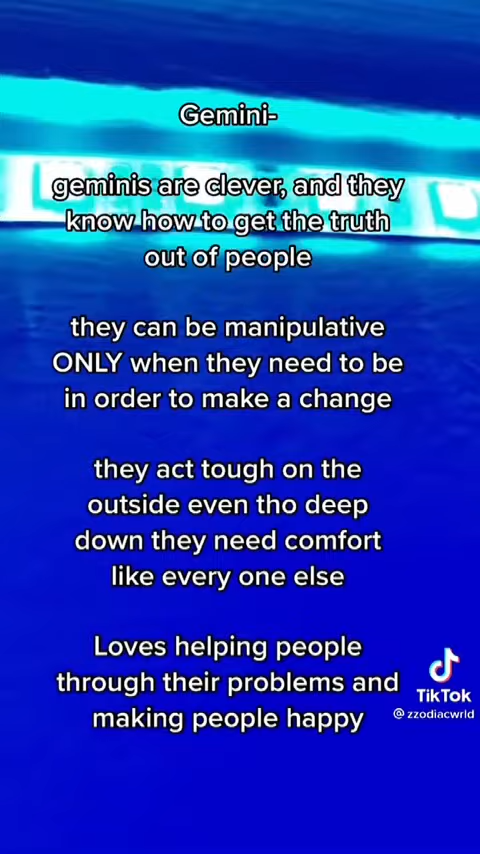 Gemini-
geminis are clever, and they
know how to get the truth
out of people
they can be manipulative
ONLY when they need to be
in order to make a change
they act tough on the
outside even tho deep
down they need comfort
like every one else
Loves helping people
through their problems and
making people happy
TikTok
@zzodiacwrld